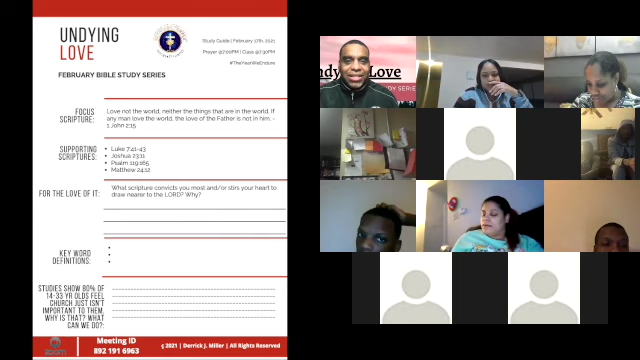 UNDYING
LOVE
Study Guide | February 17th, 2021
Prayer @7:00PM | Class @7:30PM
#TheYearWeEndure
FEBRUARY BIBLE STUDY SERIES
FOCUS
SCRIPTURE:
Love not the world, neither the things that are in the world. If
any man love the world, the love of the Father is not in him. -
1 John 2:15
SUPPORTING
SCRIPTURES:
• Luke 7:41-43
• Joshua 23:11
• Psalm 119:165
• Matthew 24:12
FOR THE LOVE OF IT:
What scripture convicts you most and/or stirs your heart to
draw nearer to the LORD? Why?
KEY WORD
DEFINITIONS:
STUDIES SHOW 80% OF
14-33 YR OLDS FEEL
CHURCH JUST ISN'T
IMPORTANT TO THEM.
WHY IS THAT? WHAT
CAN WE DO?:
zoom
Meeting ID
892 191 6963
© 2021 | Derrick J. Miller | All Rights Reserved
Love